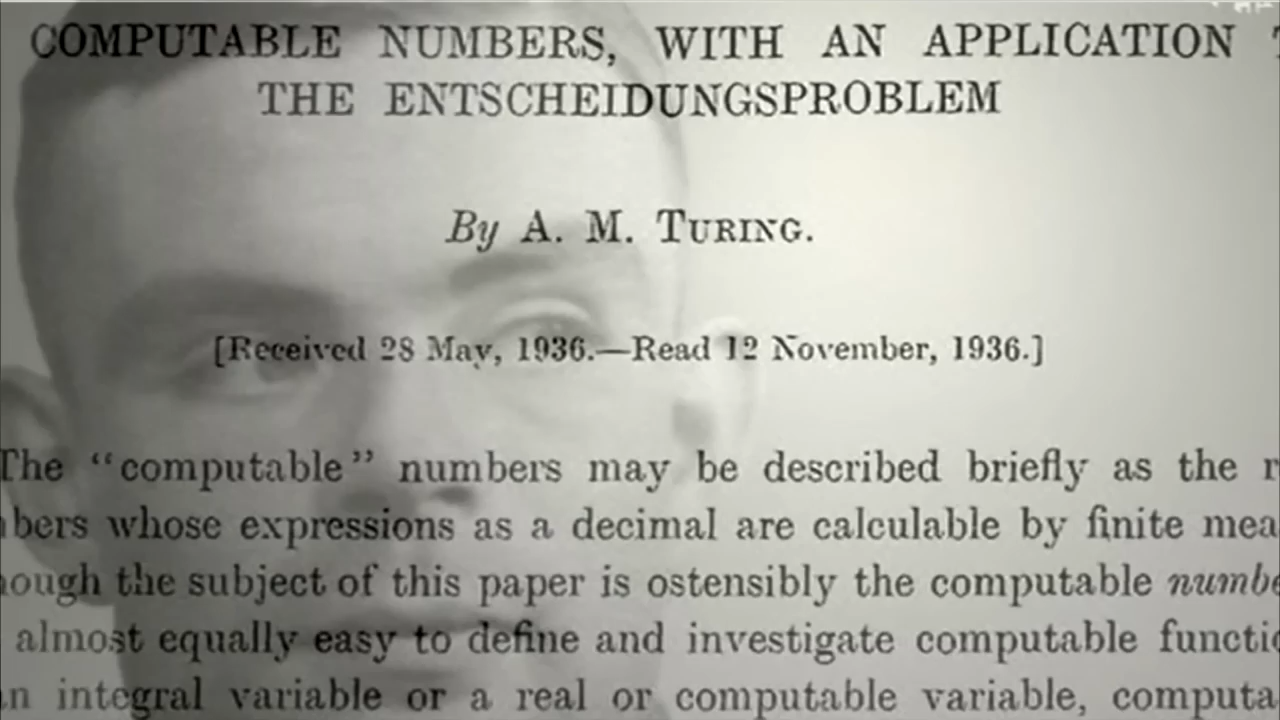 COMPUTABLE NUMBERS, WITH AN APPLICATION
THE ENTSCHEIDUNGSPROBLEM
By A. M. TURING.
[Received 28 May, 1936.—Read 12 November, 1936.]
The "computable" numbers may be described briefly as the
whose expressions as a decimal are calculable by finite
the subject of this paper is ostensibly the computable
almost equally easy to define and investigate computable
integral variable or a real or computable variable,